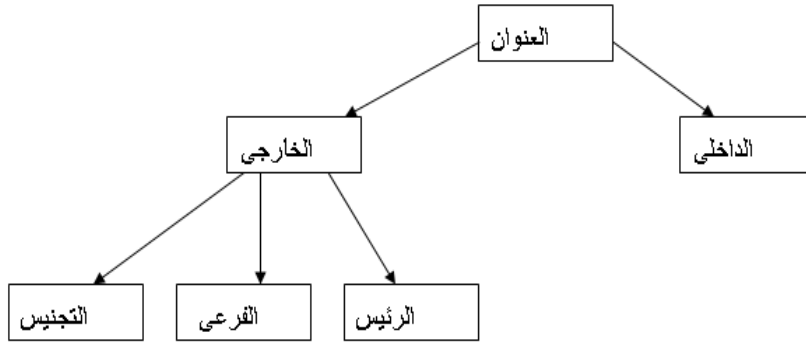 العنوان
الداخلى
الخارجى
الرئيس
الفرعى
التجنيس